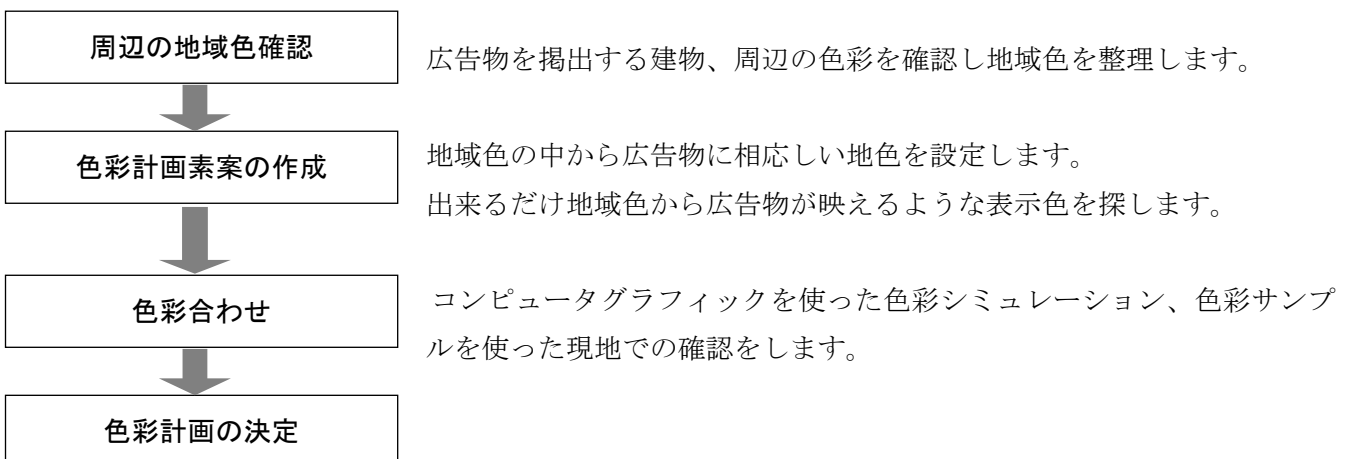 周辺の地域色確認
広告物を掲出する建物、周辺の色彩を確認し地域色を整理します。
色彩計画素案の作成
地域色の中から広告物に相応しい地色を設定します。
出来るだけ地域色から広告物が映えるような表示色を探します。
色彩合わせ
コンピュータグラフィックを使った色彩シミュレーション、色彩サンプ
ルを使った現地での確認をします。
色彩計画の決定